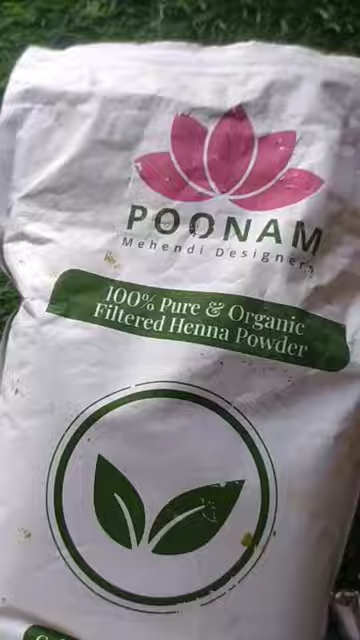 POONAM
Mehendi Designers
100% Pure & Organic
Filtered Henna Powder